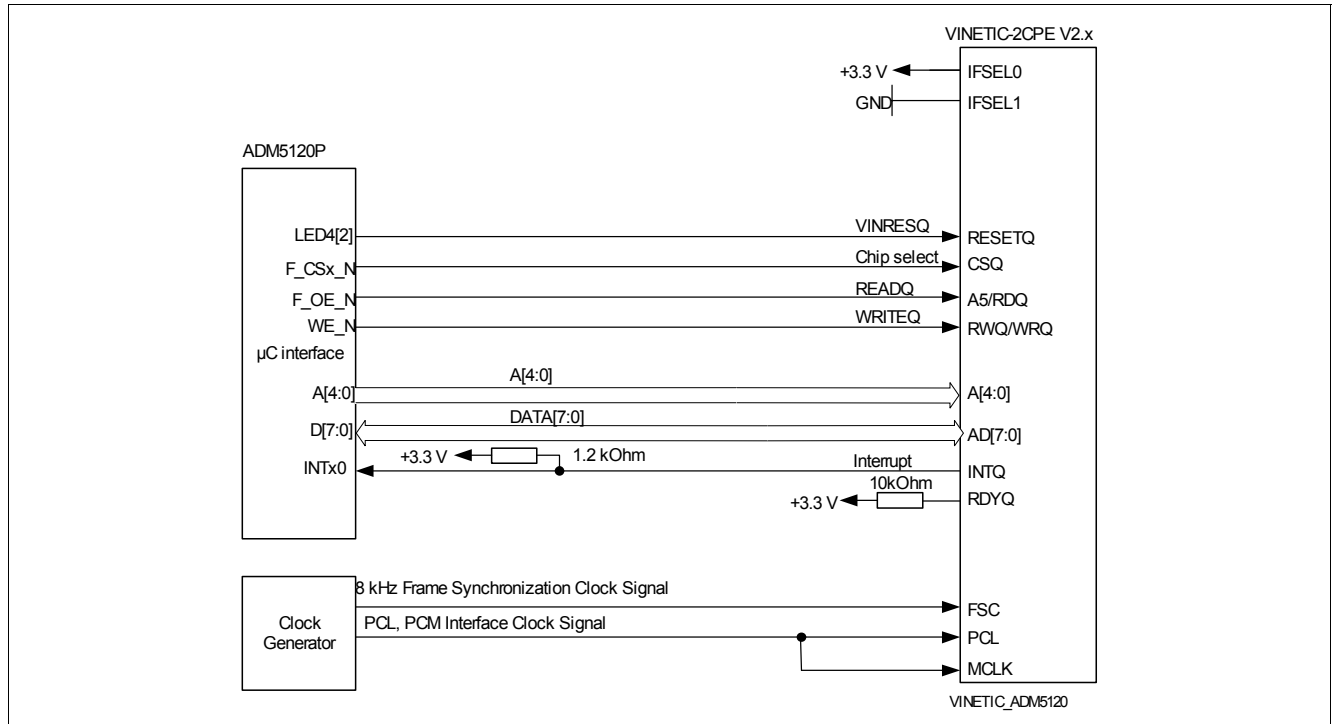 VINETIC-2CPE V2.x
+3.3 V
IFSEL0
GND
IFSEL1
ADM5120P
LED4[2]
VINRESQ
RESETQ
F_CSx_N
Chip select
CSQ
F_OE_N
READQ
A5/RDQ
WE_N
WRITEQ
RWQ/WRQ
µC interface
A[4:0]
A[4:0]
A[4:0]
D[7:0]
DATA[7:0]
AD[7:0]
+3.3 V
1.2 kOhm
INTx0
Interrupt
INTQ
10kOhm
+3.3 V
RDYQ
8 kHz Frame Synchronization Clock Signal
FSC
Clock
Generator
PCL, PCM Interface Clock Signal
PCL
MCLK
VINETIC_ADM5120